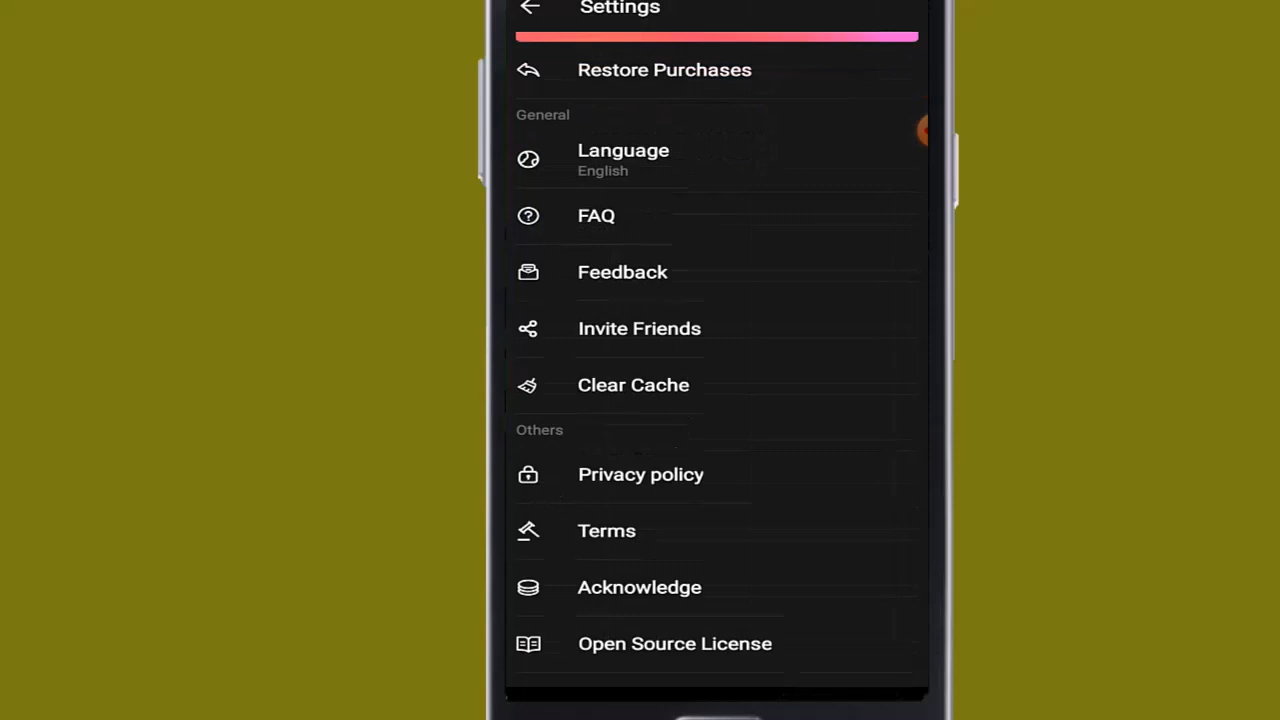 Settings
Restore Purchases
General
Language
English
FAQ
Feedback
Invite Friends
Clear Cache
Others
Privacy policy
Terms
Acknowledge
Open Source License